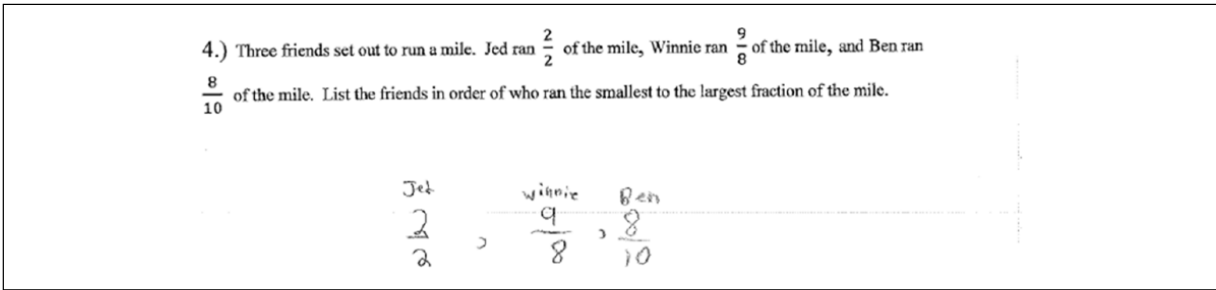 4.) Three friends set out to run a mile. Jed ran 2/2 of the mile, Winnie ran 9/8 of the mile, and Ben ran
8/10 of the mile. List the friends in order of who ran the smallest to the largest fraction of the mile.
Jed winnie Ben
2/2 , 9/8 , 8/10